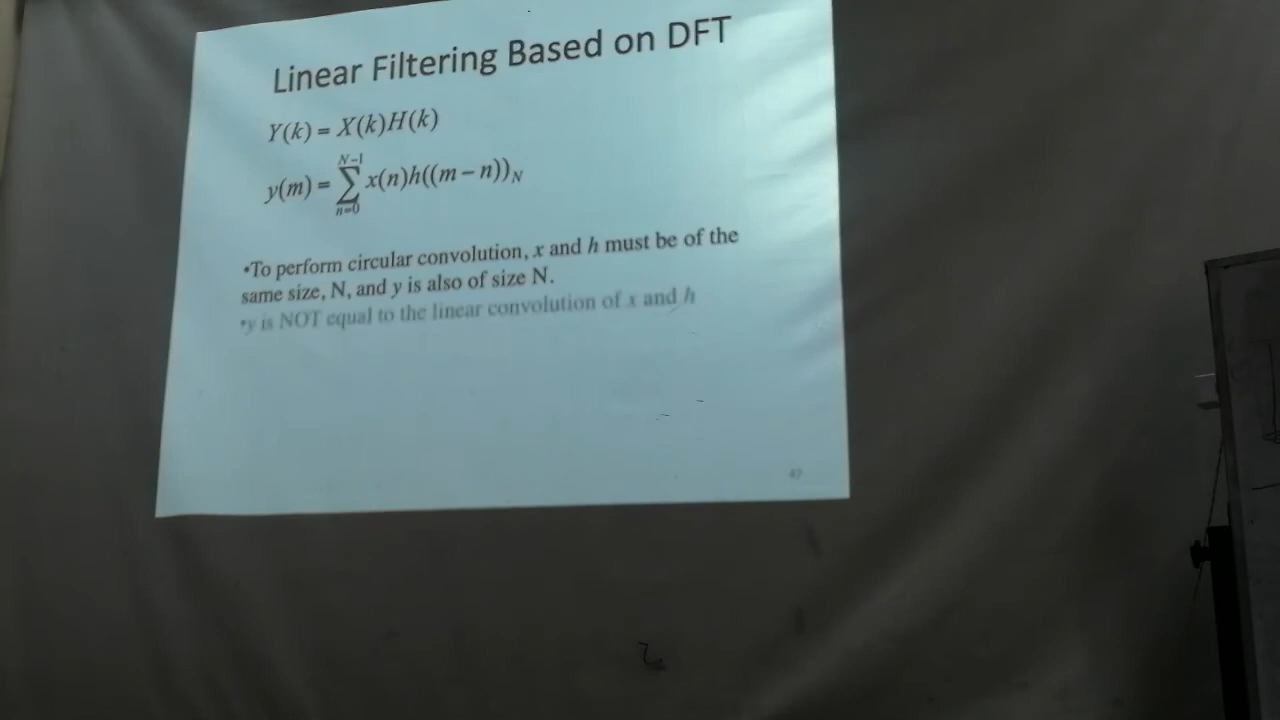 Linear Filtering Based on DFT
Y(k) = X(k)H(k)
N-1
y(m) = ∑ x(n)h((m-n))N
n=0
•To perform circular convolution, x and h must be of the
same size, N, and y is also of size N.
•y is NOT equal to the linear convolution of x and h